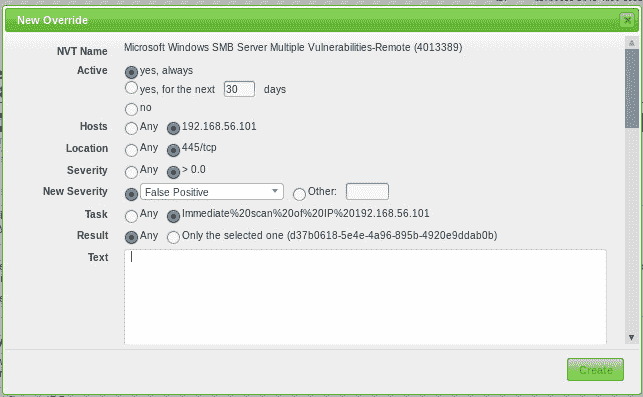 New Override
NVT Name Microsoft Windows SMB Server Multiple Vulnerabilities-Remote (4013389)
Active yes, always
yes, for the next 30 days
no
Hosts Any 192.168.56.101
Location Any 445/tcp
Severity Any > 0.0
New Severity False Positive Other:
Task Any Immediate%20scan%20of%20IP%20192.168.56.101
Result Any Only the selected one (d37b0618-5e4e-4a96-895b-4920e9ddab0b)
Text
Create